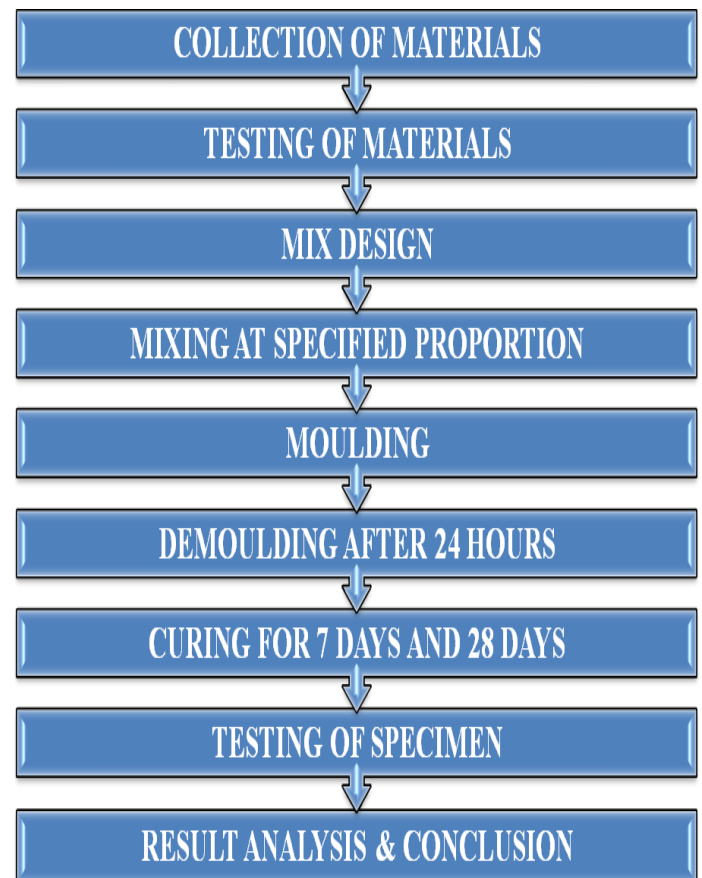 COLLECTION OF MATERIALS
TESTING OF MATERIALS
MIX DESIGN
MIXING AT SPECIFIED PROPORTION
MOULDING
DEMOULDING AFTER 24 HOURS
CURING FOR 7 DAYS AND 28 DAYS
TESTING OF SPECIMEN
RESULT ANALYSIS & CONCLUSION